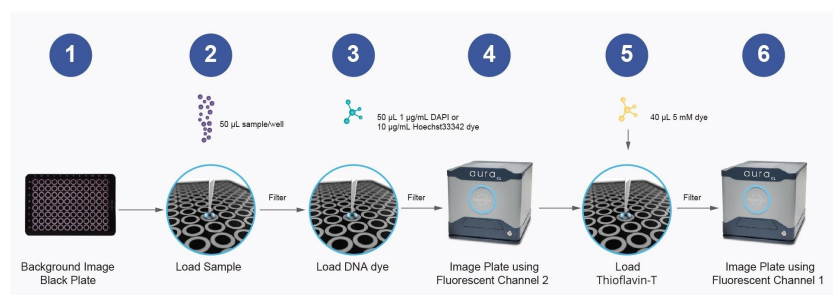 1
2
3
4
5
6
50 µL sample/well
50 µL 1 µg/mL DAPI or
10 µg/mL Hoechst33342 dye
40 µL 5 mM dye
aura CL
aura CL
Filter
Filter
Filter
Background Image
Black Plate
Load Sample
Load DNA dye
Image Plate using
Fluorescent Channel 2
Load
Thioflavin-T
Image Plate using
Fluorescent Channel 1